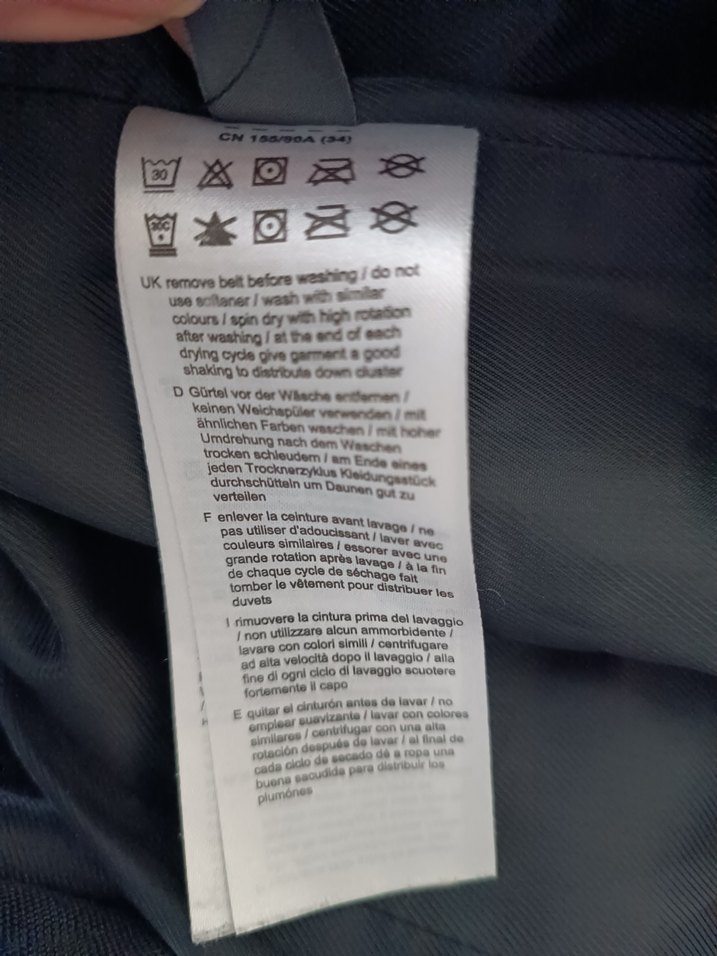 CN 155/80A (34)
30
30C
UK remove belt before washing / do not
use softener / wash with similar
colours / spin dry with high rotation
after washing / at the end of each
drying cycle give garment a good
shaking to distribute down cluster
D Gürtel vor der Wäsche entfernen /
keinen Weichspüler verwenden / mit
ähnlichen Farben waschen / mit hoher
Umdrehung nach dem Waschen
trocken schleudern / am Ende eines
jeden Trocknerzyklus Kleidungsstück
durchschütteln um Daunen gut zu
verteilen
F enlever la ceinture avant lavage / ne
pas utiliser d'adoucissant / laver avec
couleurs similaires / essorer avec une
grande rotation après lavage / à la fin
de chaque cycle de séchage fait
tomber le vêtement pour distribuer les
duvets
I rimuovere la cintura prima del lavaggio
/ non utilizzare alcun ammorbidente /
lavare con colori simili / centrifugare
ad alta velocità dopo il lavaggio / alla
fine di ogni ciclo di lavaggio scuotere
fortemente il capo
E quitar el cinturón antes de lavar / no
emplear suavizante / lavar con colores
similares / centrifugar con una alta
rotación después de lavar / al final de
cada ciclo de secado dé a ropa una
buena sacudida para distribuir los
plumónes